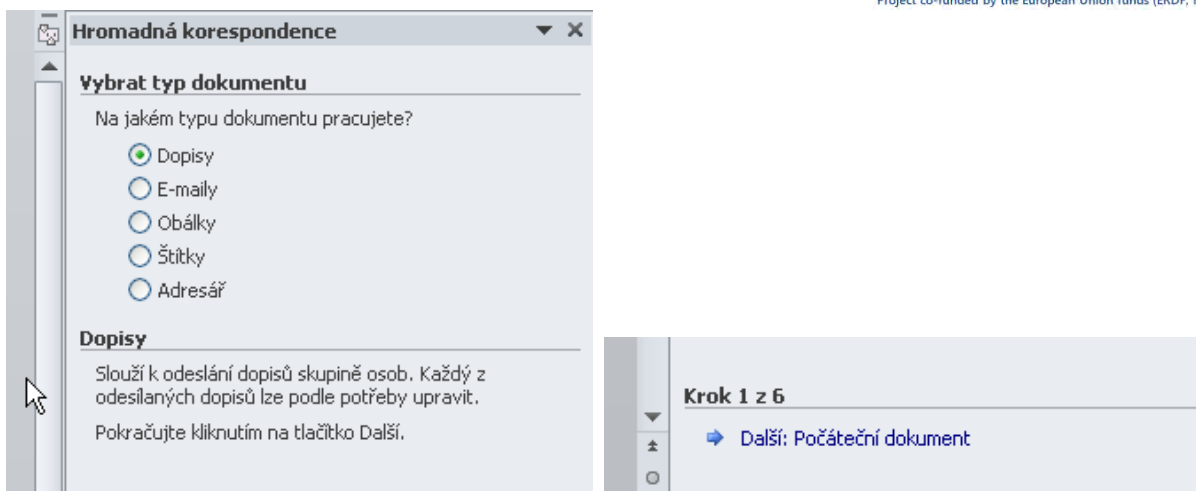 Project co-funded by the European Union funds (ERDF,
Hromadná korespondence
Vybrat typ dokumentu
Na jakém typu dokumentu pracujete?
Dopisy
E-maily
Obálky
Štítky
Adresář
Dopisy
Slouží k odeslání dopisů skupině osob. Každý z
odesílaných dopisů lze podle potřeby upravit.
Pokračujte kliknutím na tlačítko Další.
Krok 1 z 6
Další: Počáteční dokument